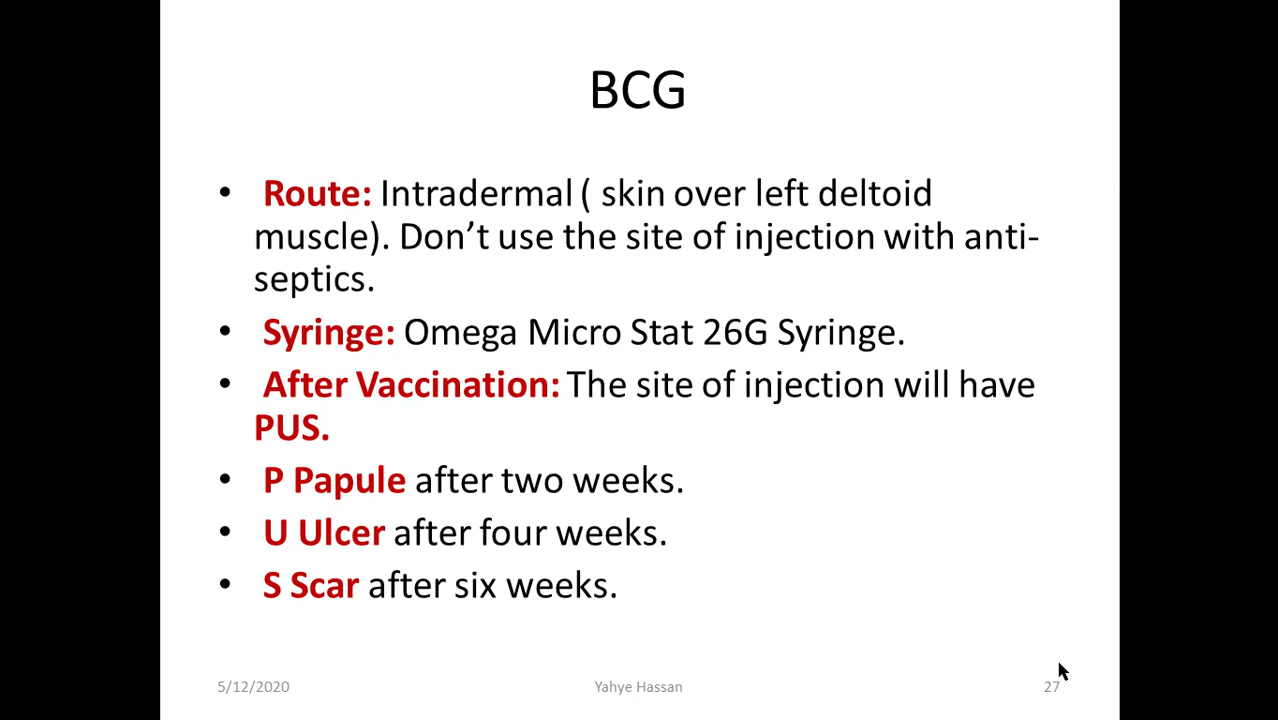 BCG
• Route: Intradermal ( skin over left deltoid
muscle). Don’t use the site of injection with anti-
septics.
• Syringe: Omega Micro Stat 26G Syringe.
• After Vaccination: The site of injection will have
PUS.
• P Papule after two weeks.
• U Ulcer after four weeks.
• S Scar after six weeks.
5/12/2020 Yahye Hassan 27